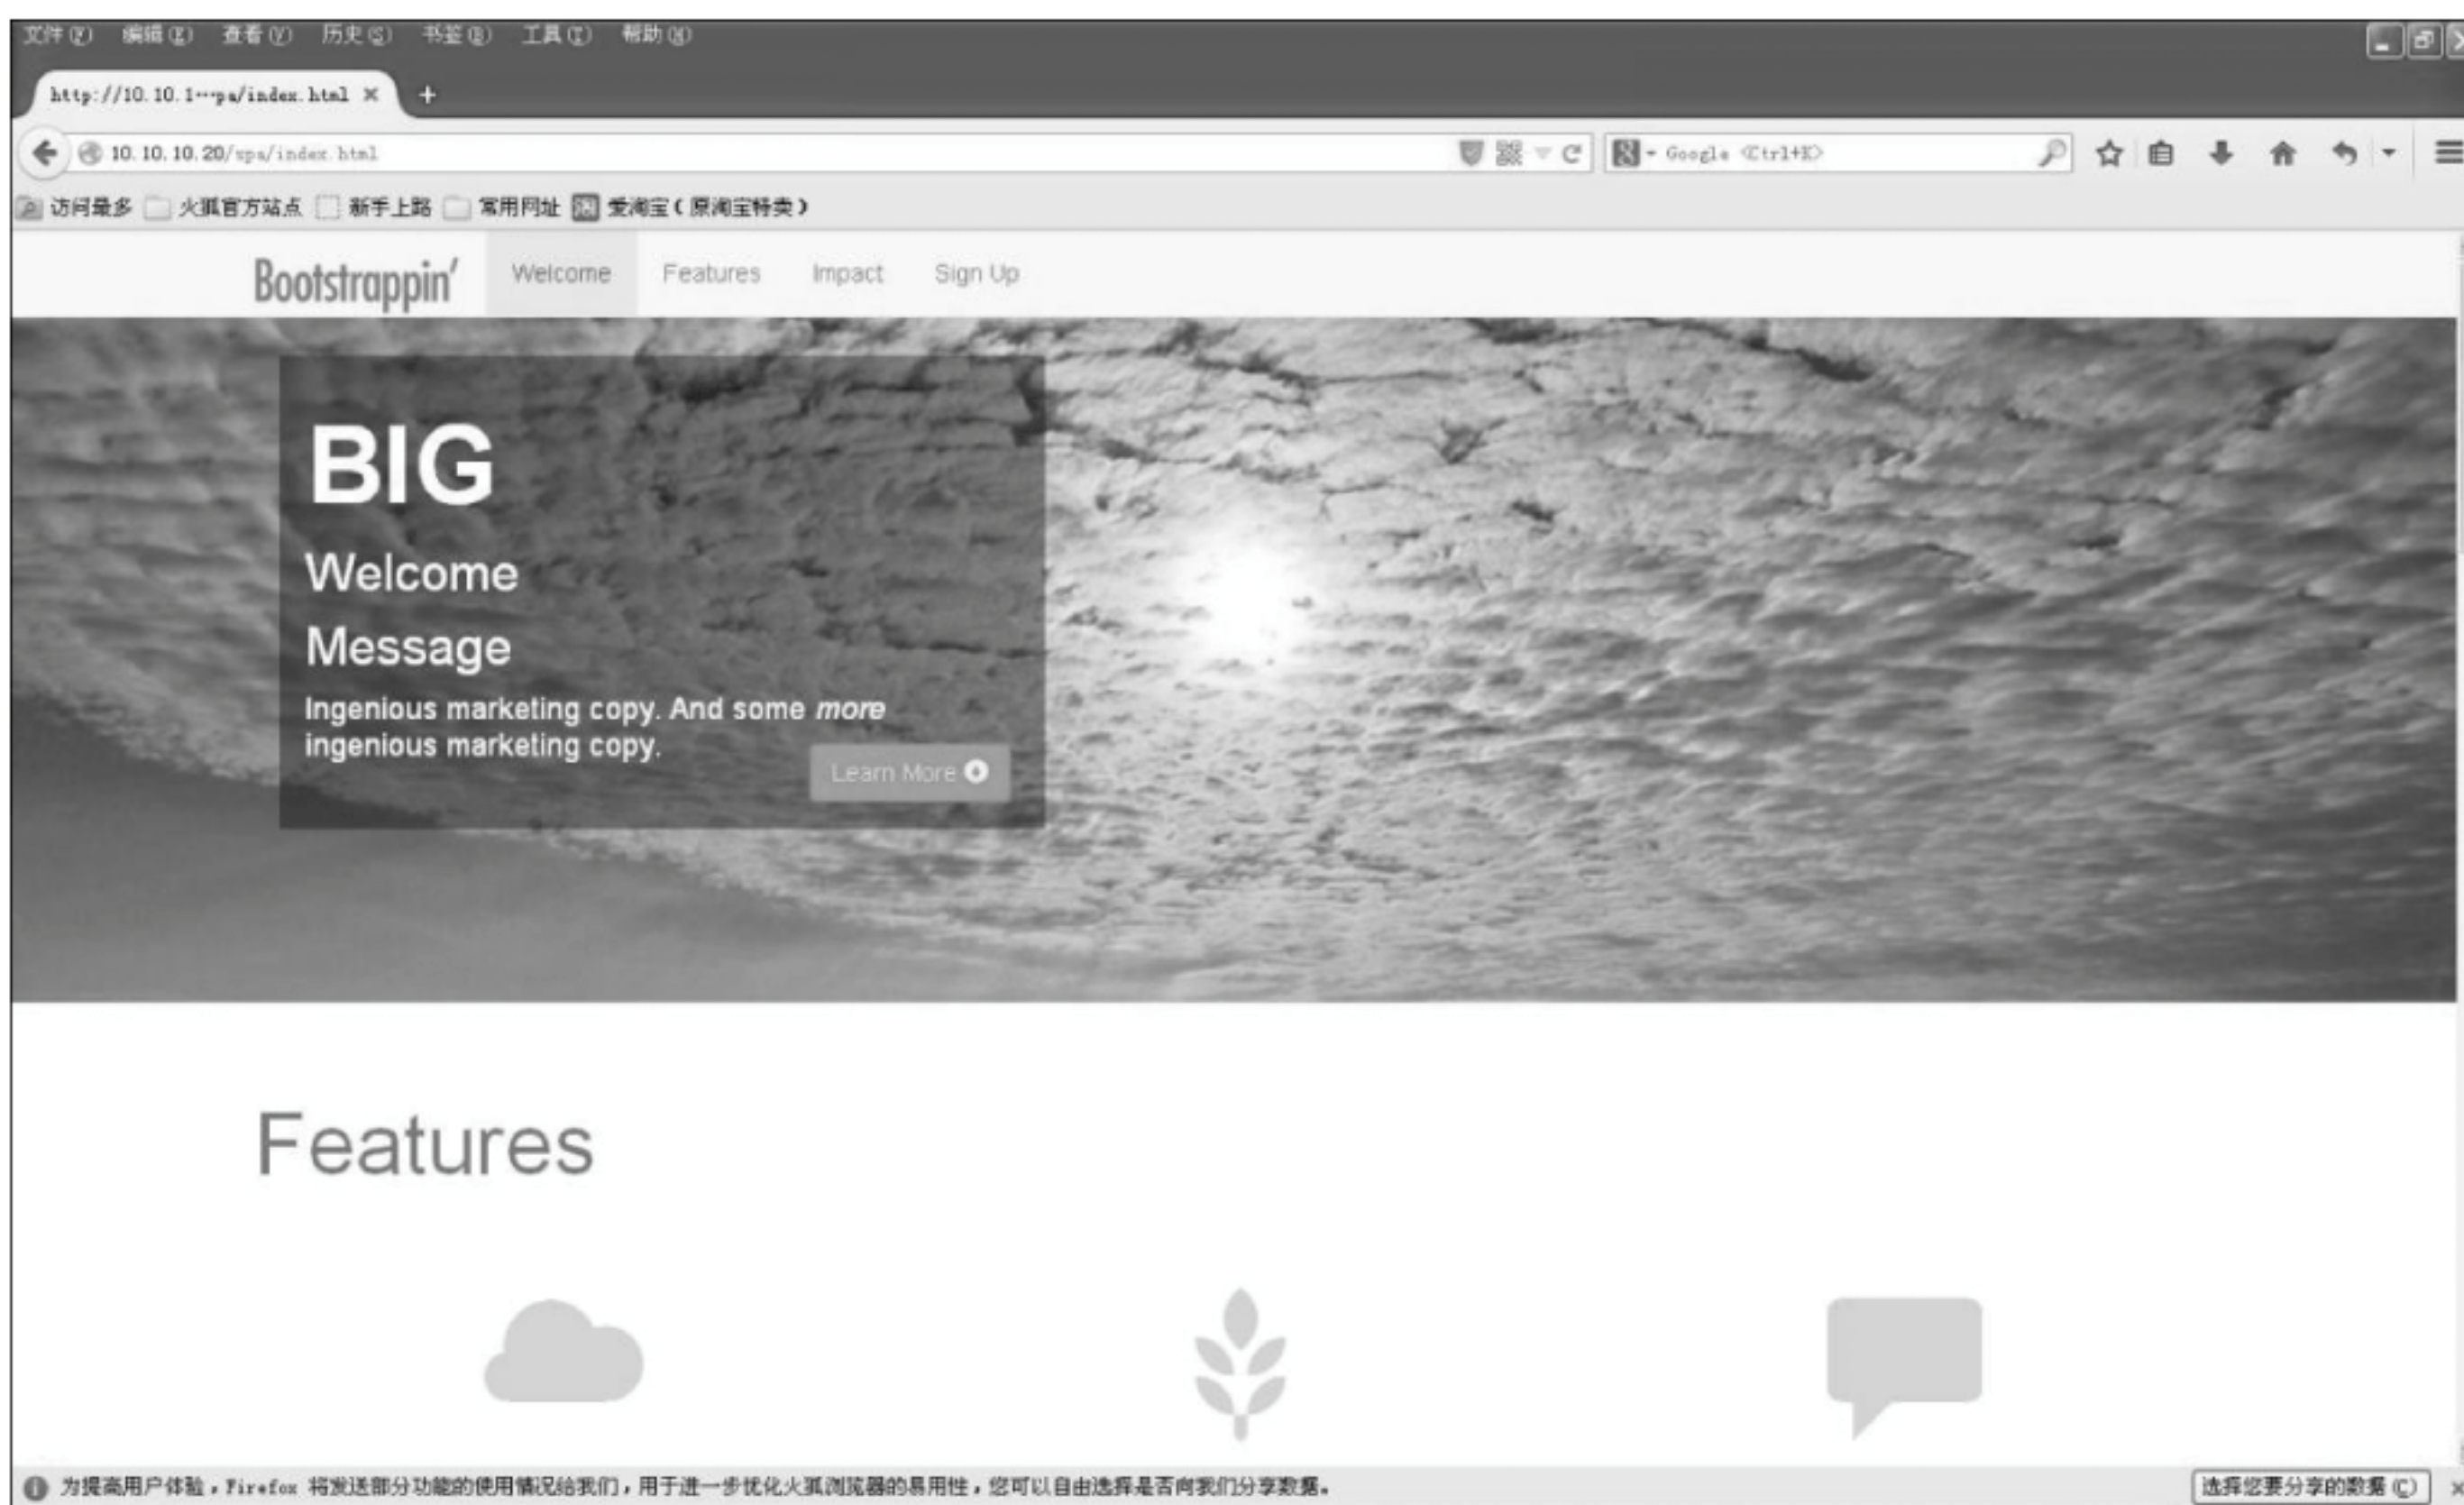 文件(F) 编辑(E) 查看(V) 历史(S) 书签(B) 工具(T) 帮助(H)
http://10.10.1…pa/index.html × +
10.10.10.20/spa/index.html Google <Ctrl+K>
访问最多 火狐官方站点 新手上路 常用网址 爱淘宝(原淘宝特卖)
Bootstrappin' Welcome Features Impact Sign Up
BIG
Welcome
Message
Ingenious marketing copy. And some more
ingenious marketing copy.
Learn More
Features
为提高用户体验,Firefox 将发送部分功能的使用情况给我们,用于进一步优化火狐浏览器的易用性,您可以自由选择是否向我们分享数据。 选择您要分享的数据(C)